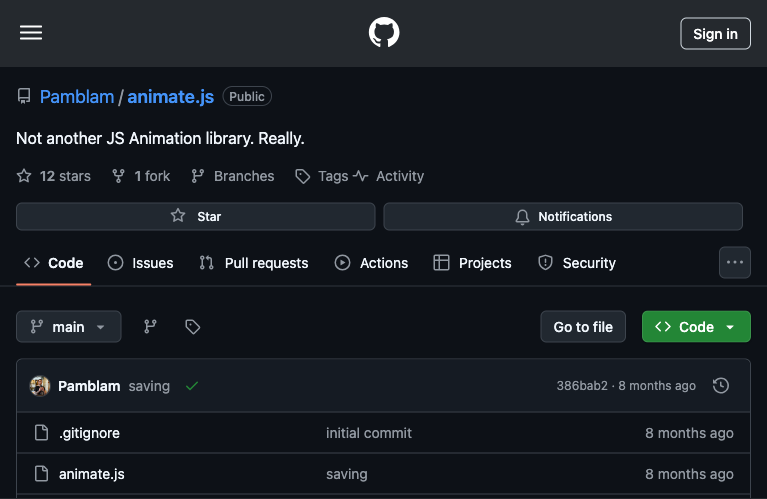 Sign in
Pamblam / animate.js Public
Not another JS Animation library. Really.
12 stars 1 fork Branches Tags Activity
Star Notifications
Code Issues Pull requests Actions Projects Security
main Go to file Code
Pamblam saving 386bab2 · 8 months ago
.gitignore initial commit 8 months ago
animate.js saving 8 months ago